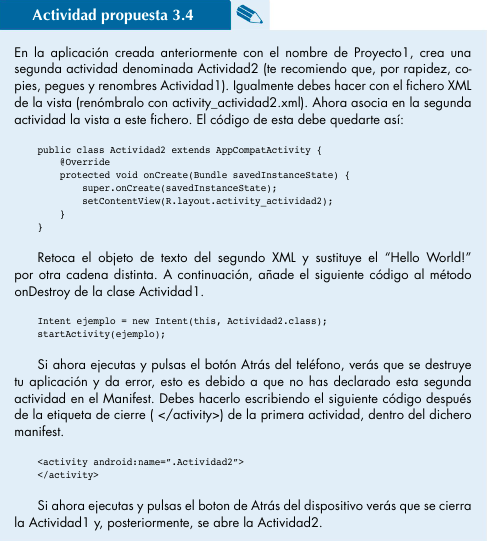 Actividad propuesta 3.4
En la aplicación creada anteriormente con el nombre de Proyecto1, crea una
segunda actividad denominada Actividad2 (te recomiendo que, por rapidez, co-
pies, pegues y renombres Actividad1). Igualmente debes hacer con el fichero XML
de la vista (renómbralo con activity_actividad2.xml). Ahora asocia en la segunda
actividad la vista a este fichero. El código de esta debe quedarte así:
public class Actividad2 extends AppCompatActivity {
@Override
protected void onCreate(Bundle savedInstanceState) {
super.onCreate(savedInstanceState);
setContentView(R.layout.activity_actividad2);
}
}
Retoca el objeto de texto del segundo XML y sustituye el “Hello World!”
por otra cadena distinta. A continuación, añade el siguiente código al método
onDestroy de la clase Actividad1.
Intent ejemplo = new Intent(this, Actividad2.class);
startActivity(ejemplo);
Si ahora ejecutas y pulsas el botón Atrás del teléfono, verás que se destruye
tu aplicación y da error, esto es debido a que no has declarado esta segunda
actividad en el Manifest. Debes hacerlo escribiendo el siguiente código después
de la etiqueta de cierre ( </activity>) de la primera actividad, dentro del dichero
manifest.
<activity android:name=”.Actividad2”>
</activity>
Si ahora ejecutas y pulsas el boton de Atrás del dispositivo verás que se cierra
la Actividad1 y, posteriormente, se abre la Actividad2.